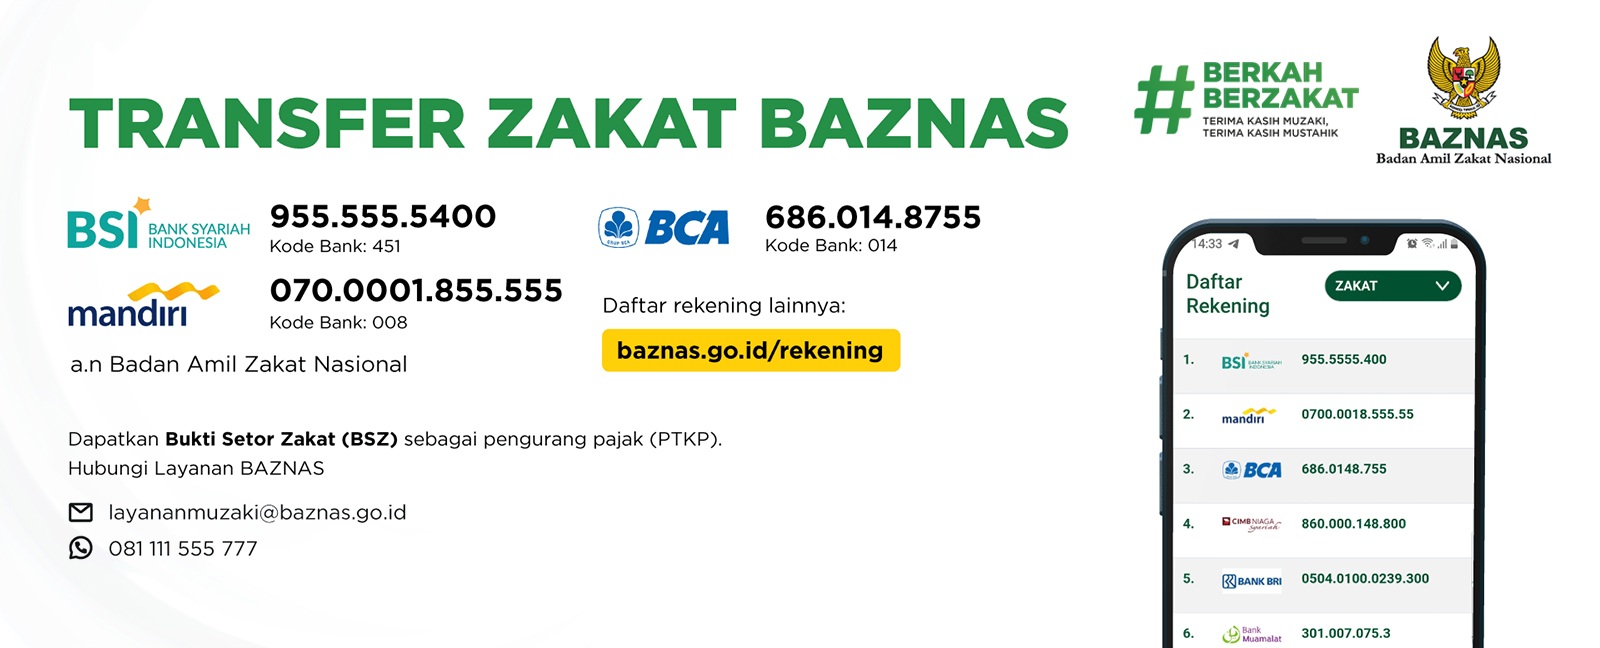 TRANSFER ZAKAT BAZNAS
# BERKAH
BERZAKAT
TERIMA KASIH MUZAKI,
TERIMA KASIH MUSTAHIK
BAZNAS
Badan Amil Zakat Nasional
BSI BANK SYARIAH
INDONESIA
955.555.5400
Kode Bank: 451
BCA
686.014.8755
Kode Bank: 014
mandiri
070.0001.855.555
Kode Bank: 008
a.n Badan Amil Zakat Nasional
Daftar rekening lainnya:
baznas.go.id/rekening
Dapatkan Bukti Setor Zakat (BSZ) sebagai pengurang pajak (PTKP).
Hubungi Layanan BAZNAS
layananmuzaki@baznas.go.id
081 111 555 777
14:33
Daftar
Rekening
ZAKAT
1. BSI BANK SYARIAH INDONESIA 955.5555.400
2. mandiri 0700.0018.555.55
3. BCA 686.0148.755
4. CIMB NIAGA Syariah 860.000.148.800
5. BANK BRI 0504.0100.0239.300
6. Bank Muamalat 301.007.075.3